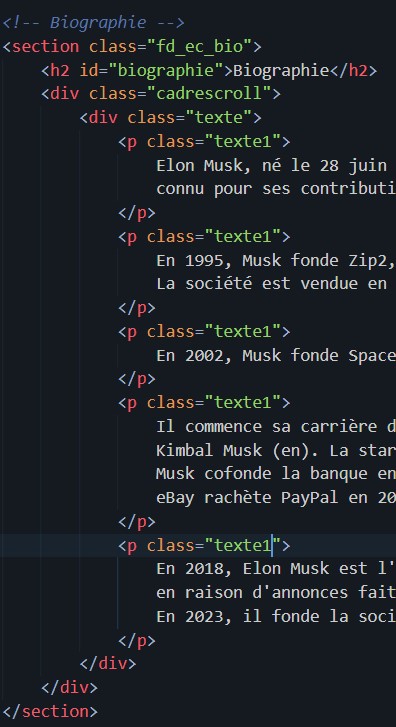 <!-- Biographie -->
<section class="fd_ec_bio">
<h2 id="biographie">Biographie</h2>
<div class="cadrescroll">
<div class="texte">
<p class="texte1">
Elon Musk, né le 28 juin
connu pour ses contributi
</p>
<p class="texte1">
En 1995, Musk fonde Zip2,
La société est vendue en
</p>
<p class="texte1">
En 2002, Musk fonde Space
</p>
<p class="texte1">
Il commence sa carrière d
Kimbal Musk (en). La star
Musk cofonde la banque en
eBay rachète PayPal en 20
</p>
<p class="texte1">
En 2018, Elon Musk est l'
en raison d'annonces fait
En 2023, il fonde la soci
</p>
</div>
</div>
</section>